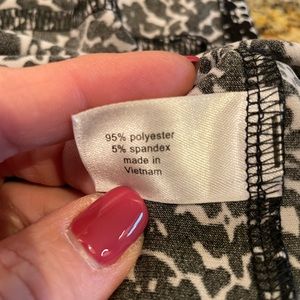 95% polyester
5% spandex
made in
Vietnam